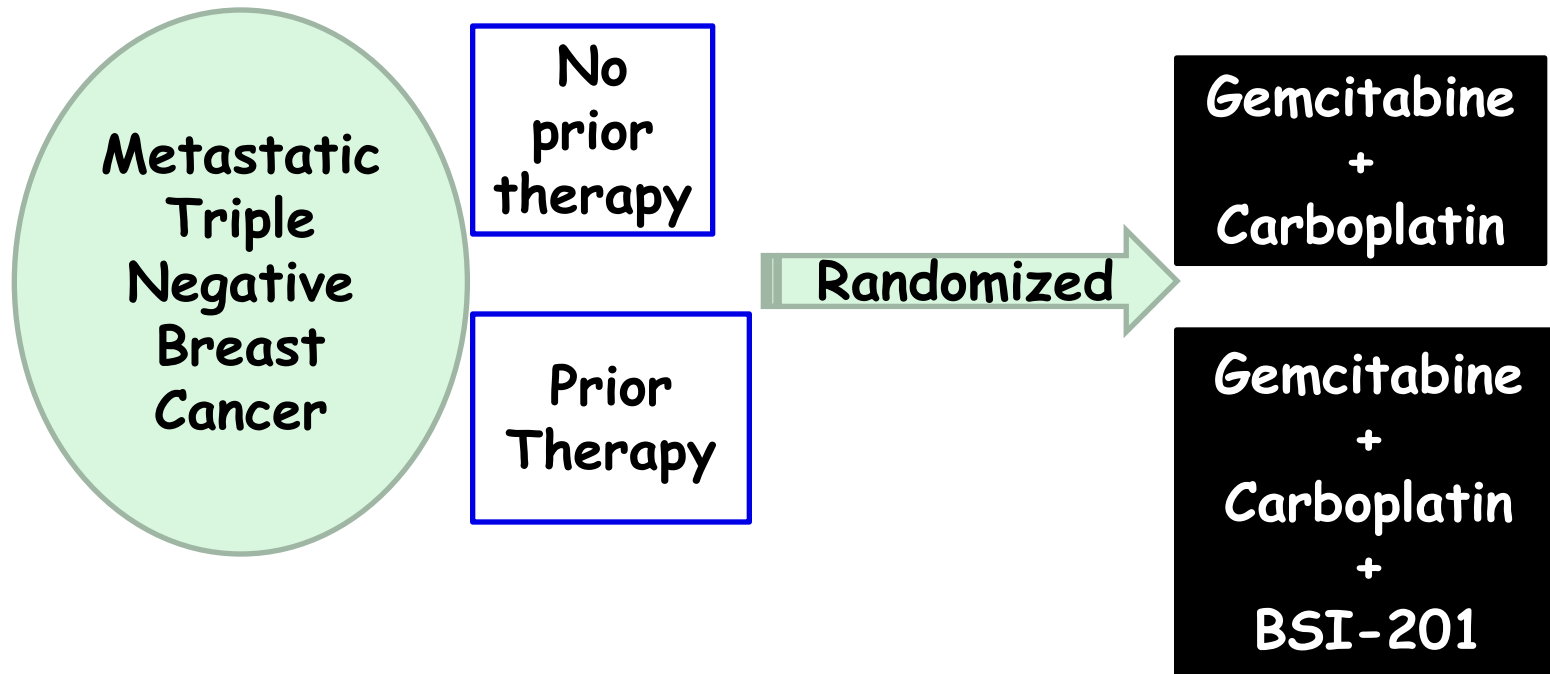 Metastatic
Triple
Negative
Breast
Cancer
No
prior
therapy
Prior
Therapy
Randomized
Gemcitabine
+
Carboplatin
Gemcitabine
+
Carboplatin
+
BSI-201